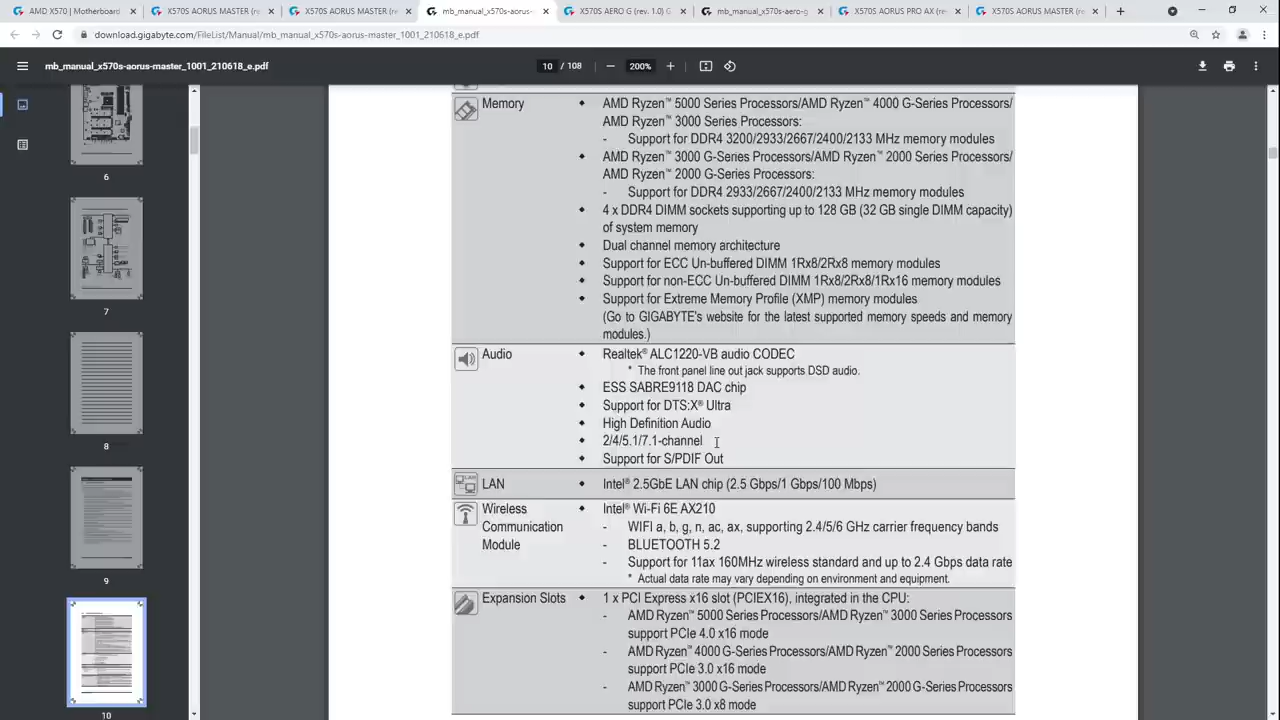 AMD X570 | Motherboard
X570S AORUS MASTER (re
X570S AORUS MASTER (re
mb_manual_x570s-aorus-
X570S AERO G (rev. 1.0) G
mb_manual_x570s-aero-g
X570S AORUS PRO AX (re
X570S AORUS MASTER (re
download.gigabyte.com/FileList/Manual/mb_manual_x570s-aorus-master_1001_210618_e.pdf
mb_manual_x570s-aorus-master_1001_210618_e.pdf
10 / 108
200%
6
7
8
9
10
Memory
AMD Ryzen™ 5000 Series Processors/AMD Ryzen™ 4000 G-Series Processors/
AMD Ryzen™ 3000 Series Processors:
- Support for DDR4 3200/2933/2667/2400/2133 MHz memory modules
AMD Ryzen™ 3000 G-Series Processors/AMD Ryzen™ 2000 Series Processors/
AMD Ryzen™ 2000 G-Series Processors:
- Support for DDR4 2933/2667/2400/2133 MHz memory modules
4 x DDR4 DIMM sockets supporting up to 128 GB (32 GB single DIMM capacity)
of system memory
Dual channel memory architecture
Support for ECC Un-buffered DIMM 1Rx8/2Rx8 memory modules
Support for non-ECC Un-buffered DIMM 1Rx8/2Rx8/1Rx16 memory modules
Support for Extreme Memory Profile (XMP) memory modules
(Go to GIGABYTE's website for the latest supported memory speeds and memory
modules.)
Audio
Realtek® ALC1220-VB audio CODEC
* The front panel line out jack supports DSD audio.
ESS SABRE9118 DAC chip
Support for DTS:X® Ultra
High Definition Audio
2/4/5.1/7.1-channel
Support for S/PDIF Out
LAN
Intel® 2.5GbE LAN chip (2.5 Gbps/1 Gbps/100 Mbps)
Wireless
Communication
Module
Intel® Wi-Fi 6E AX210
- WIFI a, b, g, n, ac, ax, supporting 2.4/5/6 GHz carrier frequency bands
- BLUETOOTH 5.2
- Support for 11ax 160MHz wireless standard and up to 2.4 Gbps data rate
* Actual data rate may vary depending on environment and equipment.
Expansion Slots
1 x PCI Express x16 slot (PCIEX16), integrated in the CPU:
- AMD Ryzen™ 5000 Series Processors/AMD Ryzen™ 3000 Series Processors
support PCIe 4.0 x16 mode
- AMD Ryzen™ 4000 G-Series Processors/AMD Ryzen™ 2000 Series Processors
support PCIe 3.0 x16 mode
- AMD Ryzen™ 3000 G-Series Processors/AMD Ryzen™ 2000 G-Series Processors
support PCIe 3.0 x8 mode